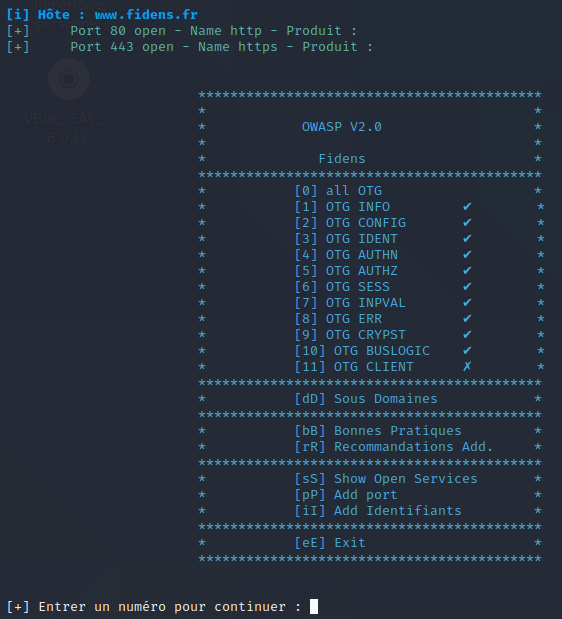 [i] Hôte : www.fidens.fr
[+]     Port 80 open - Name http - Produit :
[+]     Port 443 open - Name https - Produit :
VBox_GAs_-
6.0.12
*******************************************
*                                         *
*            OWASP V2.0                   *
*                                         *
*              Fidens                     *
*******************************************
*           [0] all OTG                   *
*           [1] OTG INFO         ✔        *
*           [2] OTG CONFIG       ✔        *
*           [3] OTG IDENT        ✔        *
*           [4] OTG AUTHN        ✔        *
*           [5] OTG AUTHZ        ✔        *
*           [6] OTG SESS         ✔        *
*           [7] OTG INPVAL       ✔        *
*           [8] OTG ERR          ✔        *
*           [9] OTG CRYPST       ✔        *
*           [10] OTG BUSLOGIC    ✔        *
*           [11] OTG CLIENT      ✗        *
*******************************************
*           [dD] Sous Domaines            *
*******************************************
*           [bB] Bonnes Pratiques         *
*           [rR] Recommandations Add.     *
*******************************************
*           [sS] Show Open Services       *
*           [pP] Add port                 *
*           [iI] Add Identifiants         *
*******************************************
*           [eE] Exit                     *
*******************************************
[+] Entrer un numéro pour continuer :